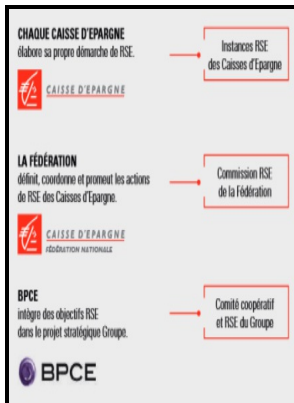 CHAQUE CAISSE D'EPARGNE
élabore sa propre démarche de RSE.
Instances RSE
des Caisses d'Epargne
CAISSE D'EPARGNE
LA FÉDÉRATION
définit, coordonne et promeut les actions
de RSE des Caisses d'Epargne.
Commission RSE
de la Fédération
CAISSE D'EPARGNE
FÉDÉRATION NATIONALE
BPCE
intègre des objectifs RSE
dans le projet stratégique Groupe.
Comité coopératif
et RSE du Groupe
BPCE